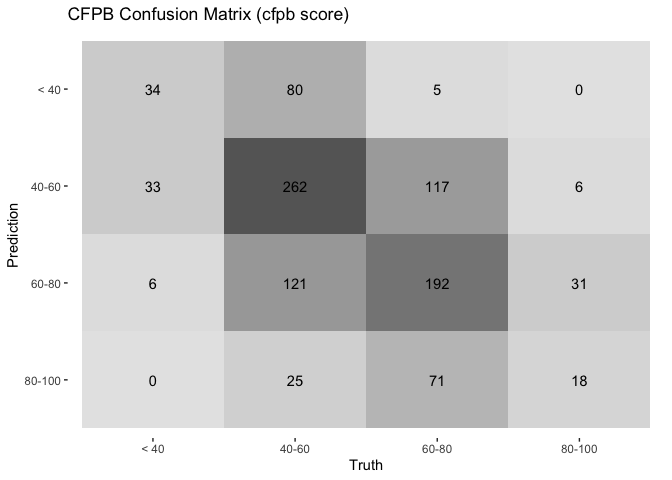 CFPB Confusion Matrix (cfpb score)
< 40 34 80 5 0
40-60 33 262 117 6
Prediction
60-80 6 121 192 31
80-100 0 25 71 18
< 40 40-60 60-80 80-100
Truth